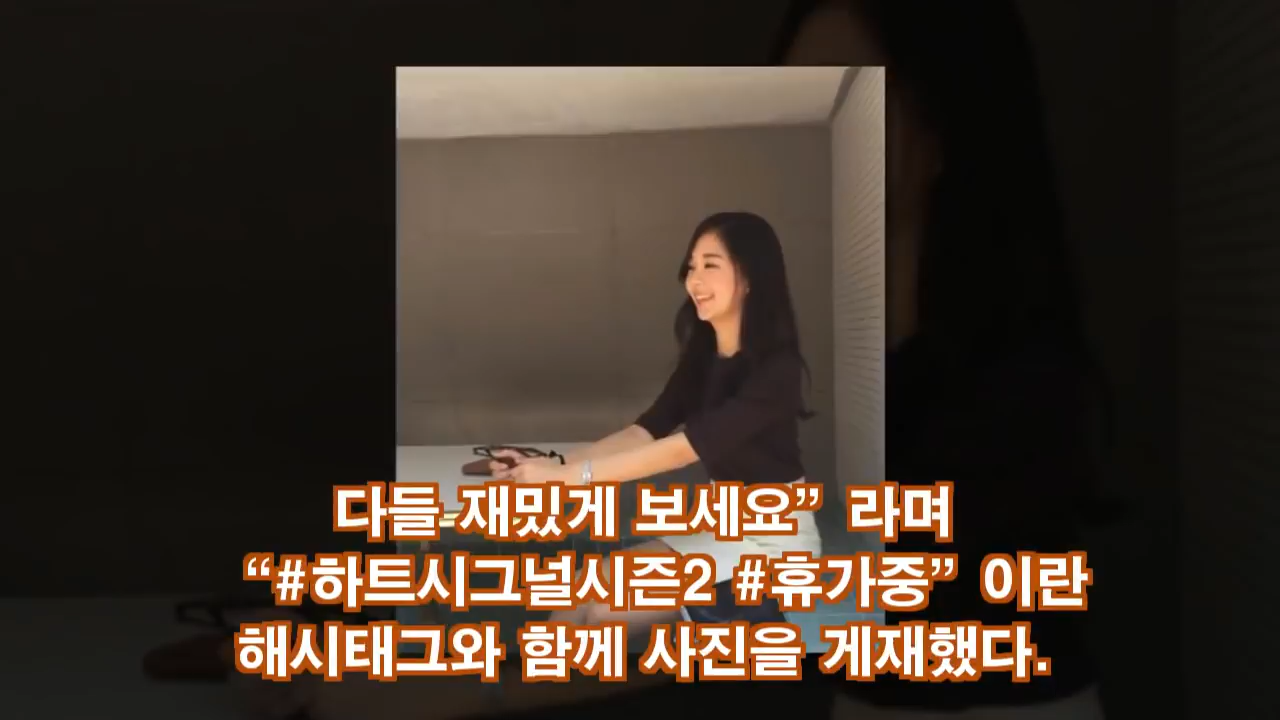 다들 재밌게 보세요” 라며
“#하트시그널시즌2 #휴가중” 이란
해시태그와 함께 사진을 게재했다.